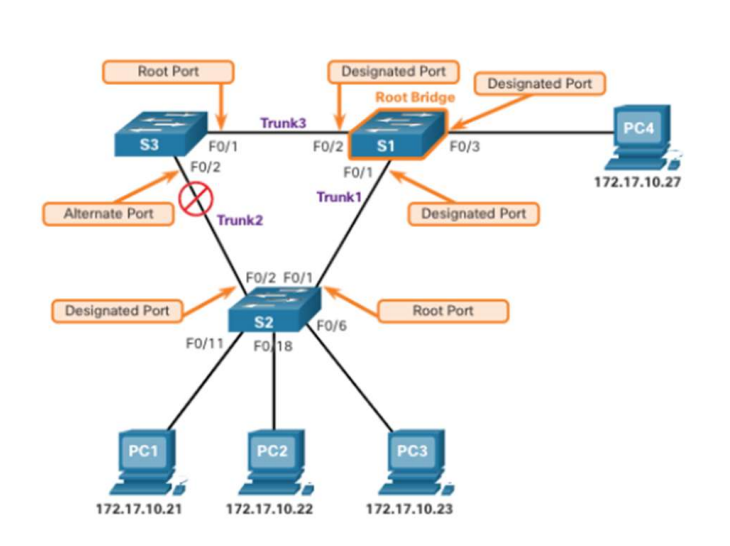 Root Port
Designated Port
Designated Port
Root Bridge
Trunk3
PC4
S3
F0/1
F0/2
S1
F0/3
F0/2
F0/1
172.17.10.27
Alternate Port
Trunk2
Trunk1
Designated Port
F0/2 F0/1
Designated Port
Root Port
S2
F0/6
F0/11
F0/18
PC1
PC2
PC3
172.17.10.21
172.17.10.22
172.17.10.23